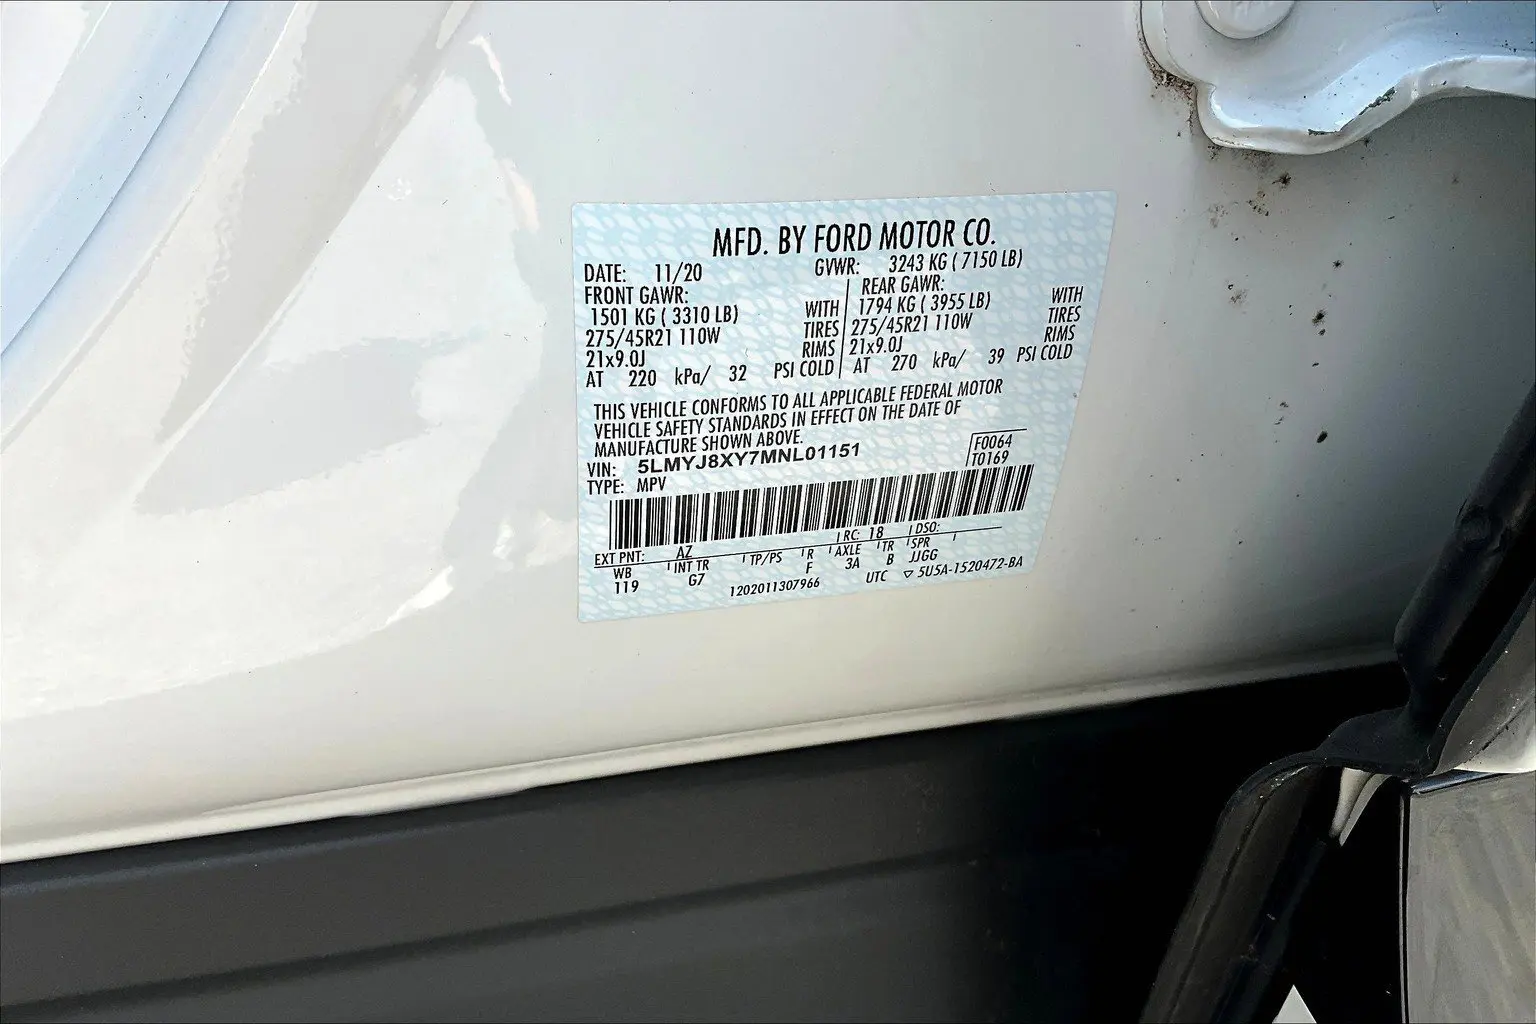 MFD. BY FORD MOTOR CO.
DATE: 11/20 GVWR: 3243 KG ( 7150 LB)
FRONT GAWR: REAR GAWR:
1501 KG ( 3310 LB) WITH 1794 KG ( 3955 LB) WITH
275/45R21 110W TIRES 275/45R21 110W TIRES
21x9.0J RIMS 21x9.0J RIMS
AT 220 kPa/ 32 PSI COLD AT 270 kPa/ 39 PSI COLD
THIS VEHICLE CONFORMS TO ALL APPLICABLE FEDERAL MOTOR
VEHICLE SAFETY STANDARDS IN EFFECT ON THE DATE OF
MANUFACTURE SHOWN ABOVE.
VIN: 5LMYJ8XY7MNL01151 F0064
TYPE: MPV T0169
EXT PNT: AZ RC: 18 DSO:
WB INT TR TP/PS R AXLE TR SPR
119 G7 F 3A B JJGG
1202011307966 UTC ▽ 5U5A-1520472-BA